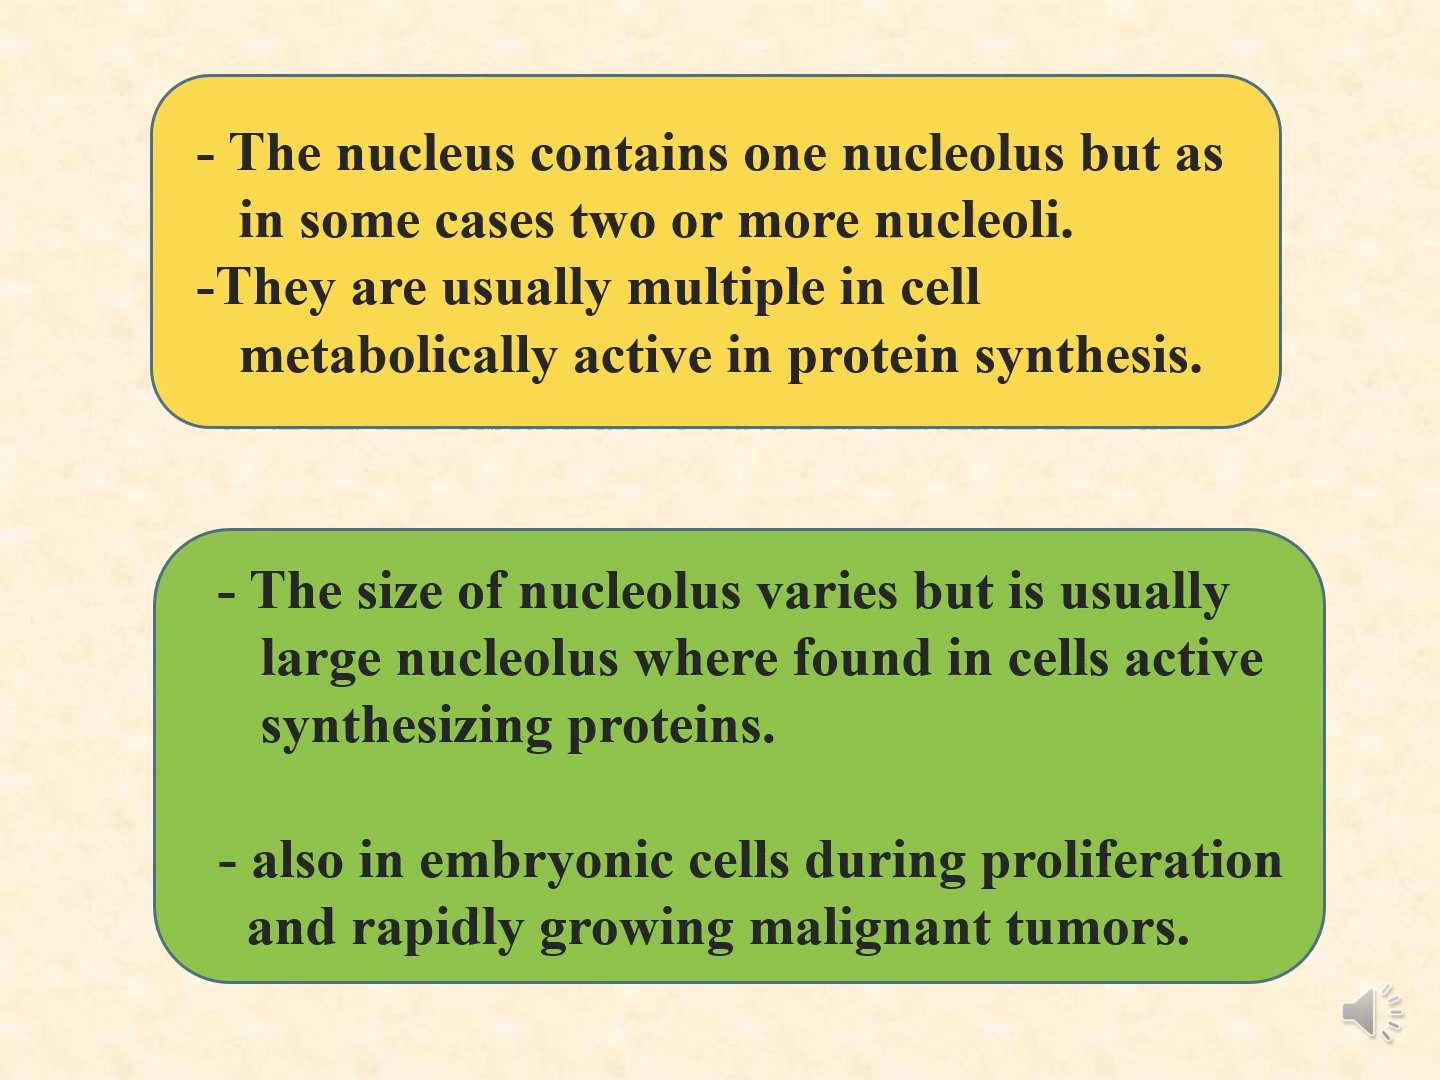 - The nucleus contains one nucleolus but as
in some cases two or more nucleoli.
-They are usually multiple in cell
metabolically active in protein synthesis.
- The size of nucleolus varies but is usually
large nucleolus where found in cells active
synthesizing proteins.
- also in embryonic cells during proliferation
and rapidly growing malignant tumors.